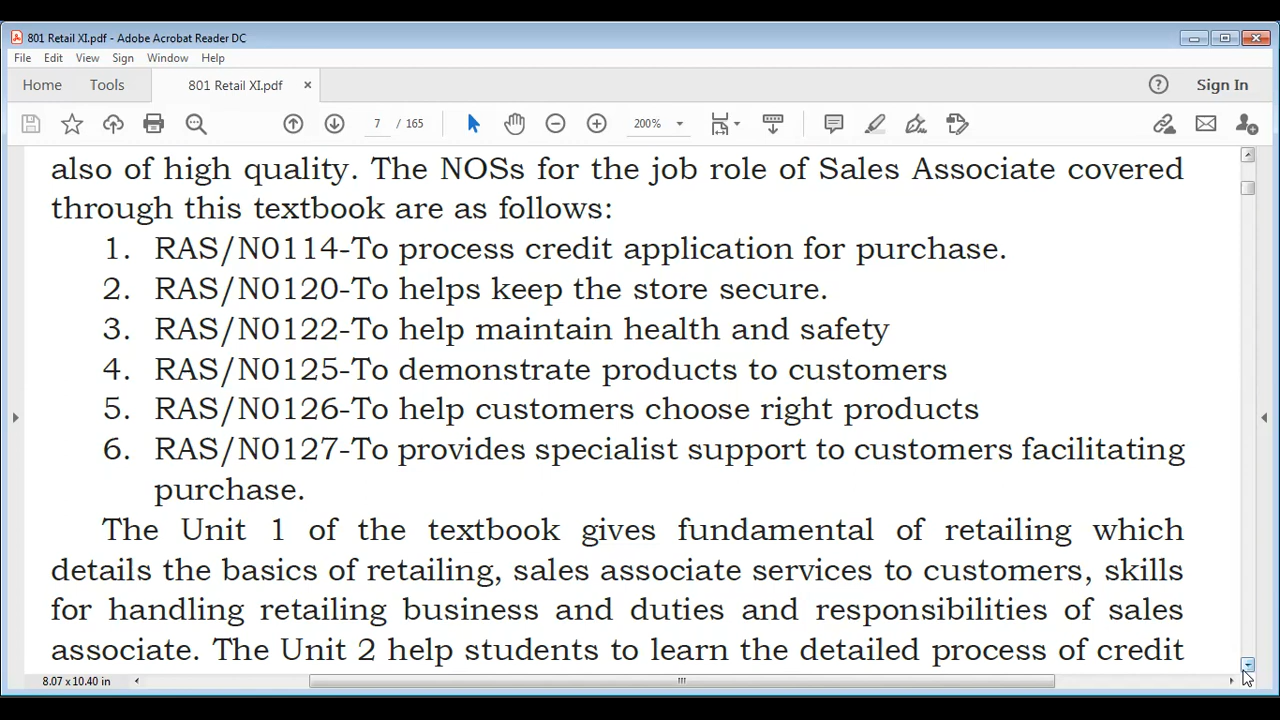 801 Retail XI.pdf - Adobe Acrobat Reader DC
File Edit View Sign Window Help
Home Tools 801 Retail XI.pdf × Sign In
7 / 165 200%
also of high quality. The NOSs for the job role of Sales Associate covered
through this textbook are as follows:
1. RAS/N0114-To process credit application for purchase.
2. RAS/N0120-To helps keep the store secure.
3. RAS/N0122-To help maintain health and safety
4. RAS/N0125-To demonstrate products to customers
5. RAS/N0126-To help customers choose right products
6. RAS/N0127-To provides specialist support to customers facilitating
purchase.
The Unit 1 of the textbook gives fundamental of retailing which
details the basics of retailing, sales associate services to customers, skills
for handling retailing business and duties and responsibilities of sales
associate. The Unit 2 help students to learn the detailed process of credit
8.07 x 10.40 in